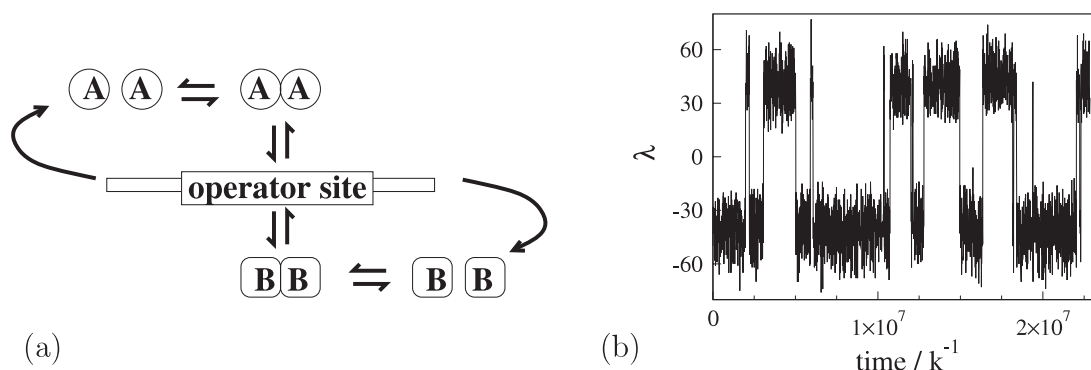 A A A A
operator site
B B B B
(a)
60
30
0
-30
-60
λ
0 1×10⁷ 2×10⁷
time / k⁻¹
(b)